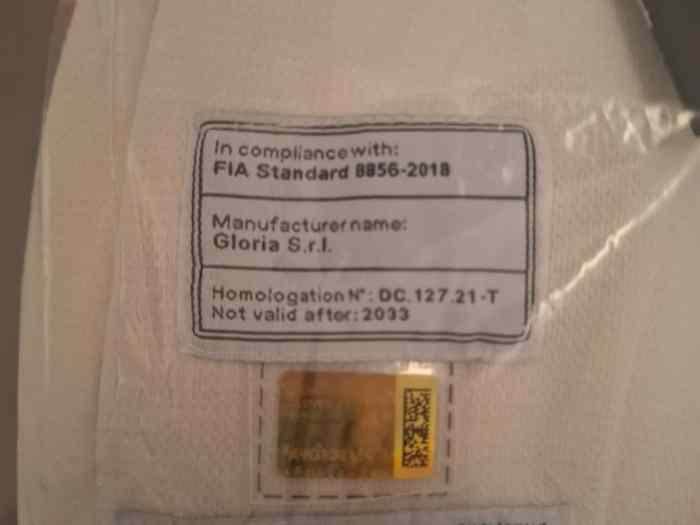 In compliance with:
FIA Standard 8856-2018
Manufacturer name:
Gloria S.r.l.
Homologation N°: DC.127.21-T
Not valid after: 2033